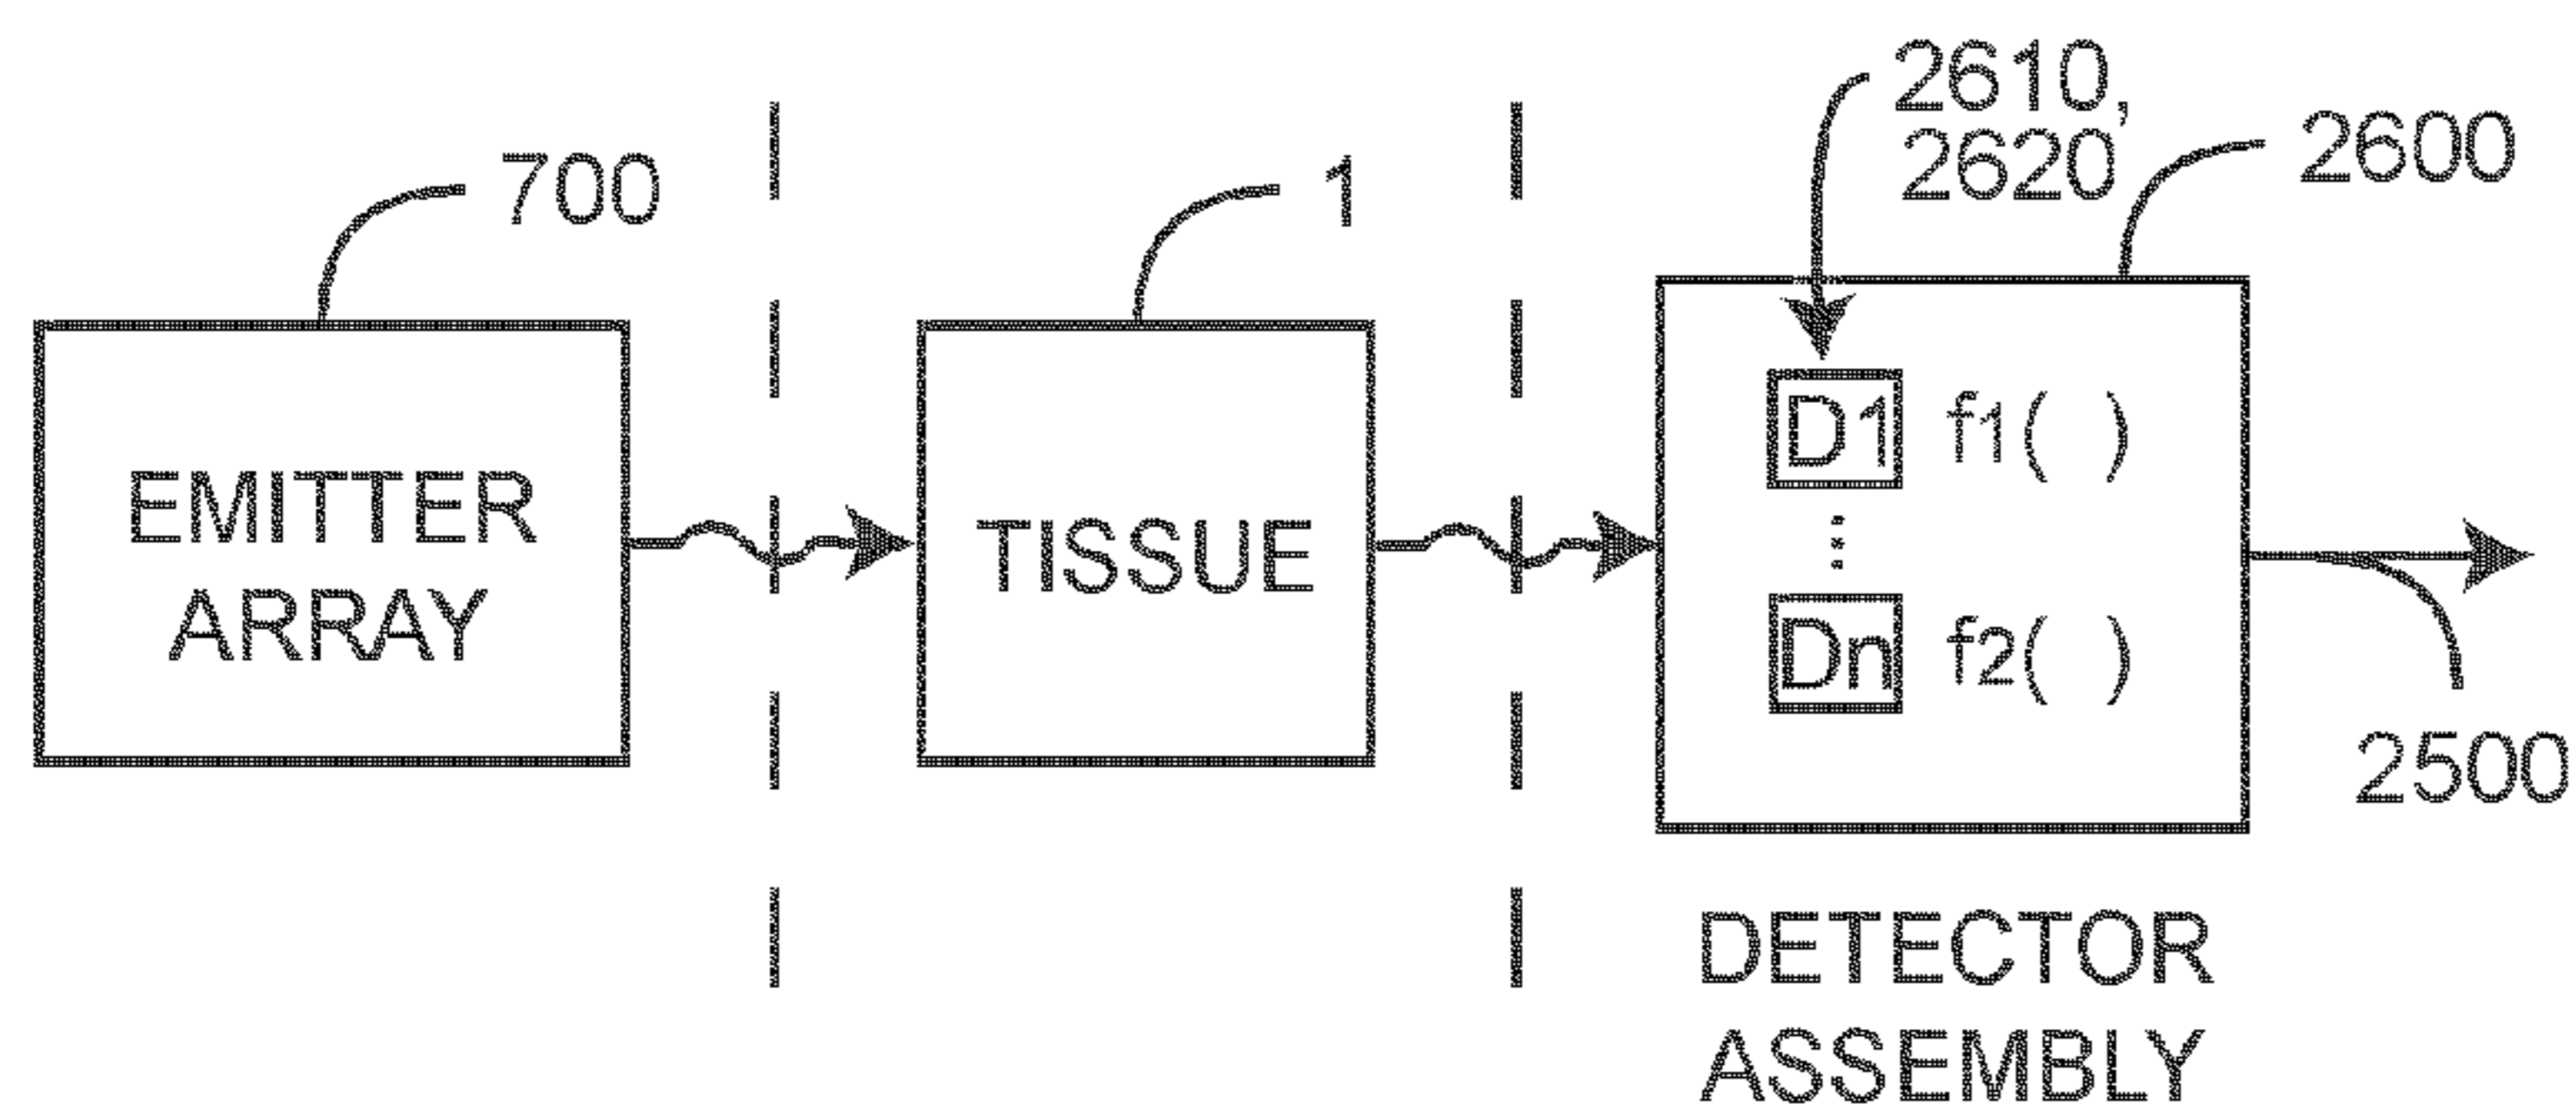 2610,
2620
2600
700
1
EMITTER
ARRAY
TISSUE
D1 f1( )
Dn f2( )
2500
DETECTOR
ASSEMBLY